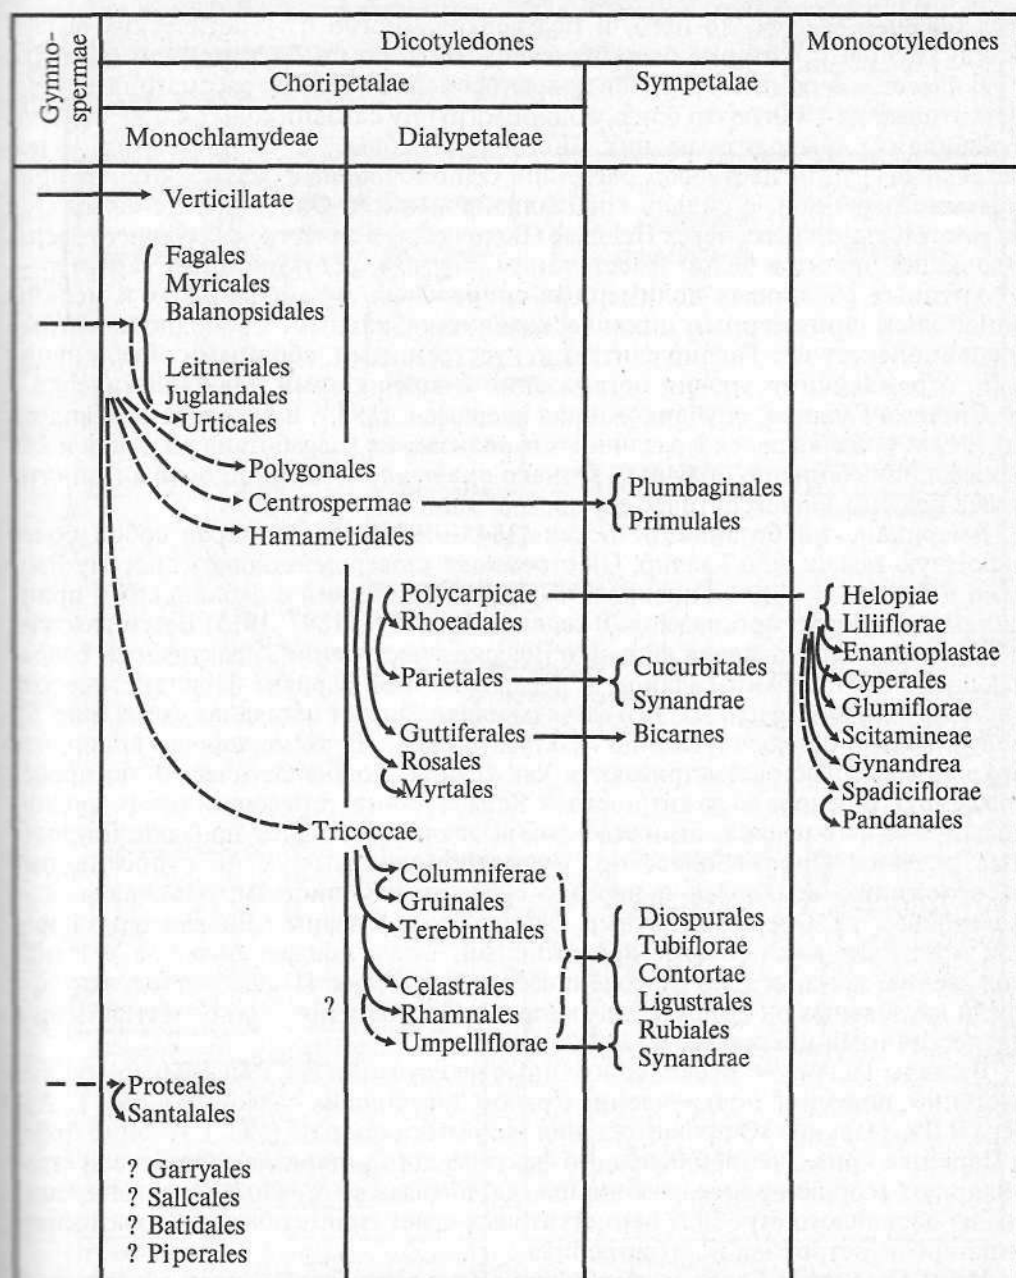 Gymno-
spermae
Dicotyledones
Monocotyledones
Choripetalae
Sympetalae
Monochlamydeae
Dialypetaleae
Verticillatae
Fagales
Myricales
Balanopsidales
Leitneriales
Juglandales
Urticales
Polygonales
Centrospermae
Plumbaginales
Hamamelidales
Primulales
Polycarpicae
Helopiae
Rhoeadales
Liliiflorae
Enantioplastae
Parietales
Cucurbitales
Cyperales
Synandrae
Glumiflorae
Guttiferales
Bicarnes
Scitamineae
Rosales
Gynandrea
Myrtales
Spadiciflorae
Tricoccae
Pandanales
Columniferae
Gruinales
Diospurales
Terebinthales
Tubiflorae
Contortae
Celastrales
Ligustrales
? Rhamnales
Rubiales
Umpelllflorae
Synandrae
Proteales
Santalales
? Garryales
? Sallcales
? Batidales
? Piperales